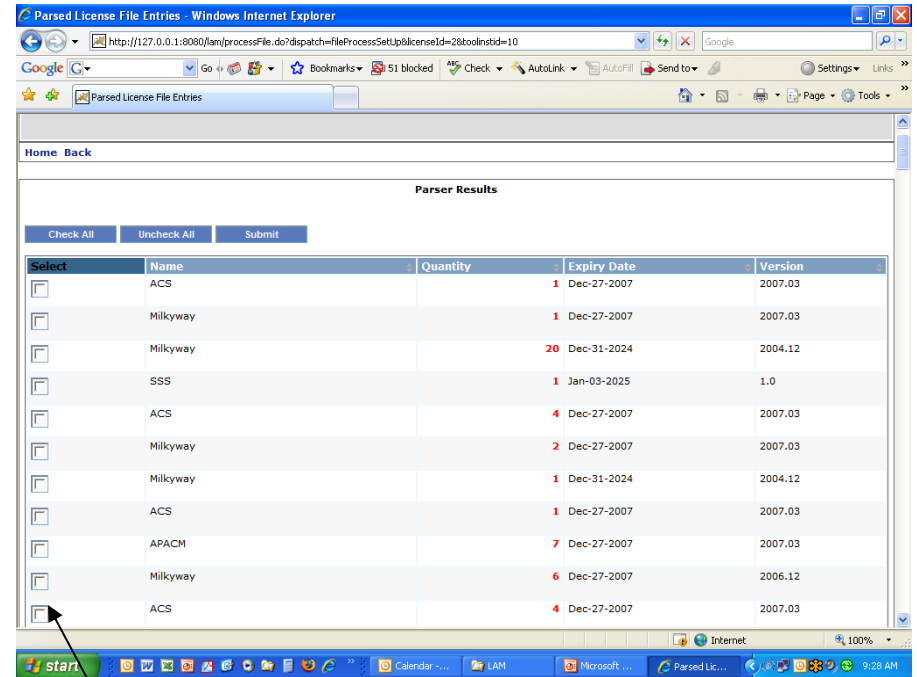 Parsed License File Entries - Windows Internet Explorer
http://127.0.0.1:8080/lam/processFile.do?dispatch=fileProcessSetUp&licenseId=28&toolinstid=10
Google
Google G Go Bookmarks 51 blocked Check AutoLink AutoFill Send to Settings Links
Parsed License File Entries Page Tools
Home Back
Parser Results
Check All Uncheck All Submit
Select Name Quantity Expiry Date Version
ACS 1 Dec-27-2007 2007.03
Milkyway 1 Dec-27-2007 2007.03
Milkyway 20 Dec-31-2024 2004.12
SSS 1 Jan-03-2025 1.0
ACS 4 Dec-27-2007 2007.03
Milkyway 2 Dec-27-2007 2007.03
Milkyway 1 Dec-31-2024 2004.12
ACS 1 Dec-27-2007 2007.03
APACM 7 Dec-27-2007 2007.03
Milkyway 6 Dec-27-2007 2006.12
ACS 4 Dec-27-2007 2007.03
Internet 100%
start Calendar -... LAM Microsoft ... Parsed Lic... 9:28 AM